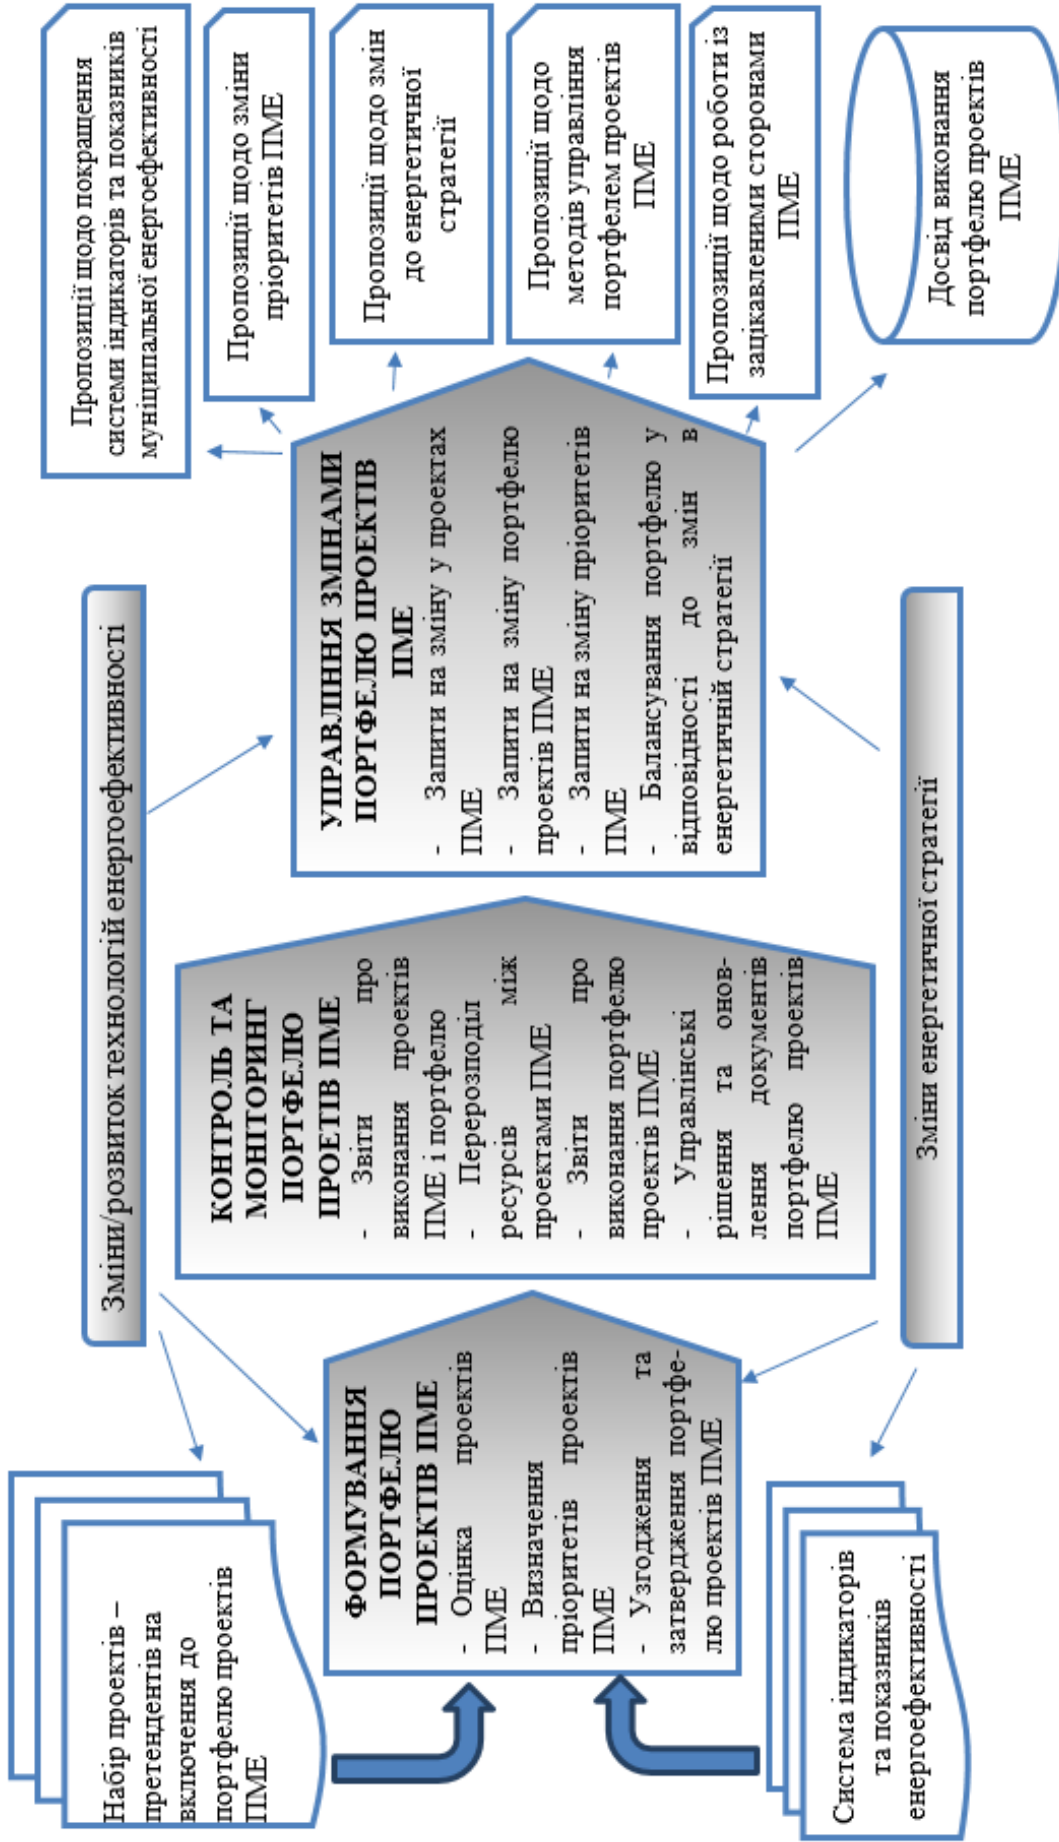 Набір проектів –
претендентів на
включення до
портфелю проектів
ПМЕ
Система індикаторів
та показників
енергоефективності
Зміни/розвиток технологій енергоефективності
ФОРМУВАННЯ
ПОРТФЕЛЮ
ПРОЕКТІВ ПМЕ
- Оцінка проектів
ПМЕ
- Визначення
пріоритетів проектів
ПМЕ
- Узгодження та
затвердження портфе-
лю проектів ПМЕ
КОНТРОЛЬ ТА
МОНІТОРИНГ
ПОРТФЕЛЮ
ПРОЕТІВ ПМЕ
- Звіти про
виконання проектів
ПМЕ і портфелю
- Перерозподіл
ресурсів між
проектами ПМЕ
- Звіти про
виконання портфелю
проектів ПМЕ
- Управлінські
рішення та онов-
лення документів
портфелю проектів
ПМЕ
УПРАВЛІННЯ ЗМІНАМИ
ПОРТФЕЛЮ ПРОЕКТІВ
ПМЕ
- Запити на зміну у проектах
ПМЕ
- Запити на зміну портфелю
проектів ПМЕ
- Запити на зміну пріоритетів
ПМЕ
- Балансування портфелю у
відповідності до змін в
енергетичній стратегії
Зміни енергетичної стратегії
Пропозиції щодо покращення
системи індикаторів та показників
муніципальної енергоефективності
Пропозиції щодо зміни
пріоритетів ПМЕ
Пропозиції щодо змін
до енергетичної
стратегії
Пропозиції щодо
методів управління
портфелем проектів
ПМЕ
Пропозиції щодо роботи із
зацікавленими сторонами
ПМЕ
Досвід виконання
портфелю проектів
ПМЕ